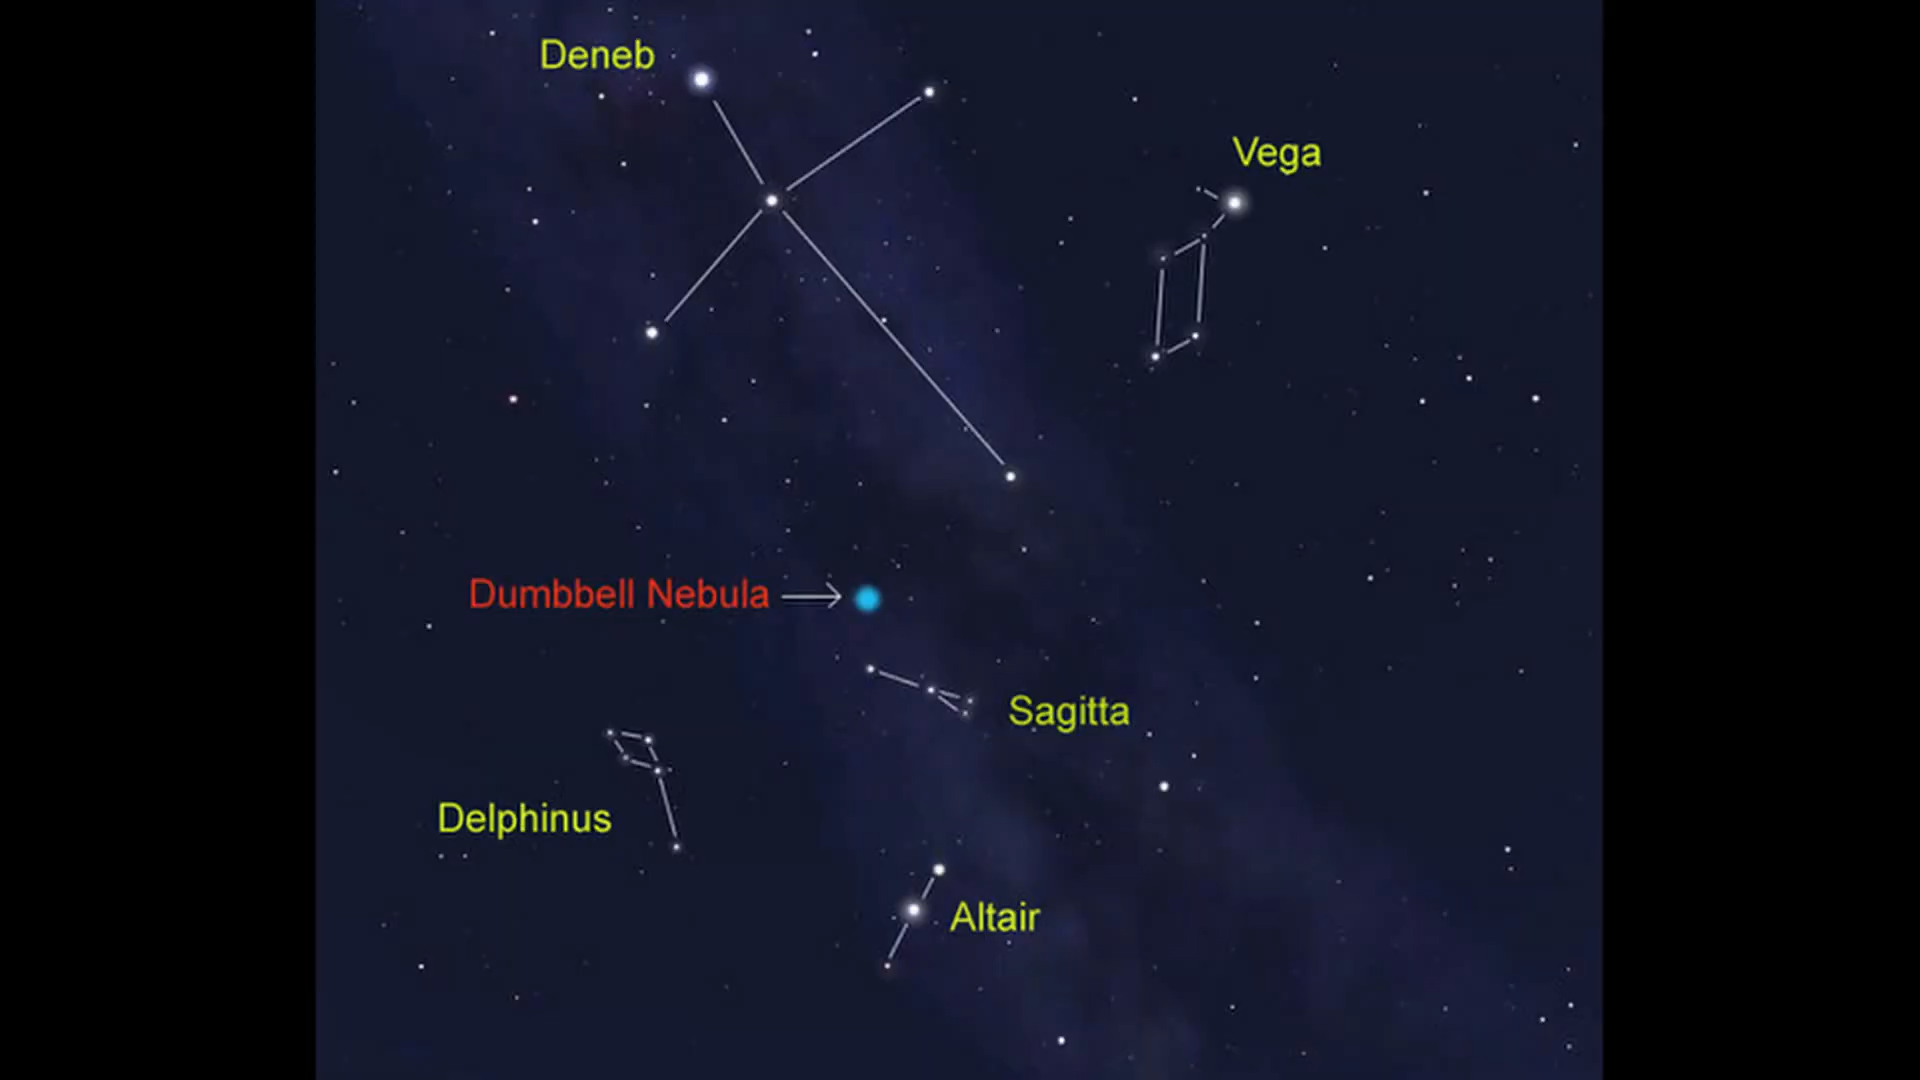 Deneb
Vega
Dumbbell Nebula
Sagitta
Delphinus
Altair